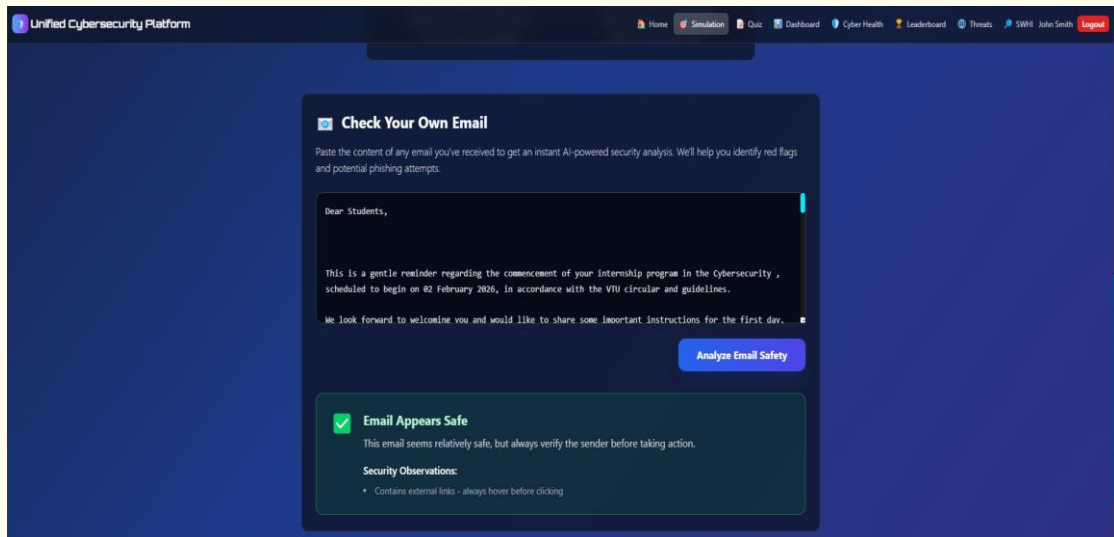 Unified Cybersecurity Platform
Home Simulation Quiz Dashboard Cyber Health Leaderboard Threats SWHI John Smith Logout
Check Your Own Email
Paste the content of any email you've received to get an instant AI-powered security analysis. We'll help you identify red flags
and potential phishing attempts.
Dear Students,
This is a gentle reminder regarding the commencement of your internship program in the Cybersecurity ,
scheduled to begin on 02 February 2026, in accordance with the VTU circular and guidelines.
We look forward to welcoming you and would like to share some important instructions for the first day.
Analyze Email Safety
Email Appears Safe
This email seems relatively safe, but always verify the sender before taking action.
Security Observations:
• Contains external links - always hover before clicking